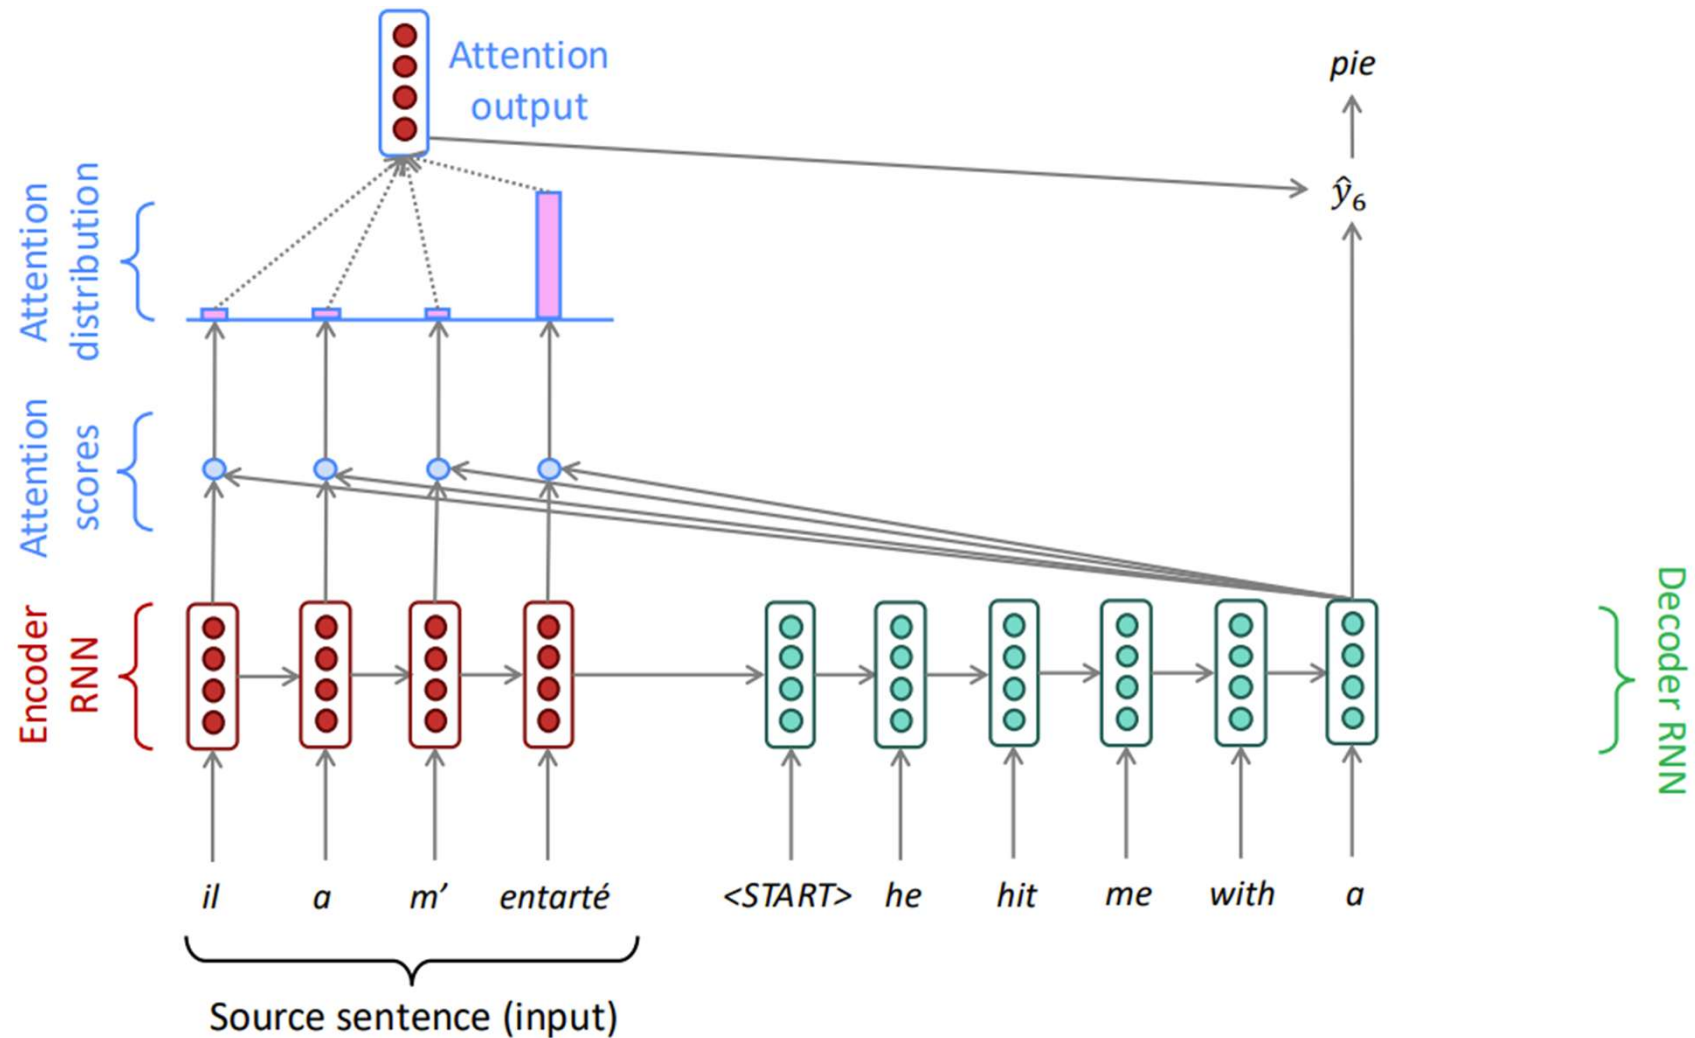 Attention
output
pie
Attention
distribution
ŷ₆
Attention
scores
Encoder
RNN
Decoder RNN
il a m’ entarté <START> he hit me with a
Source sentence (input)